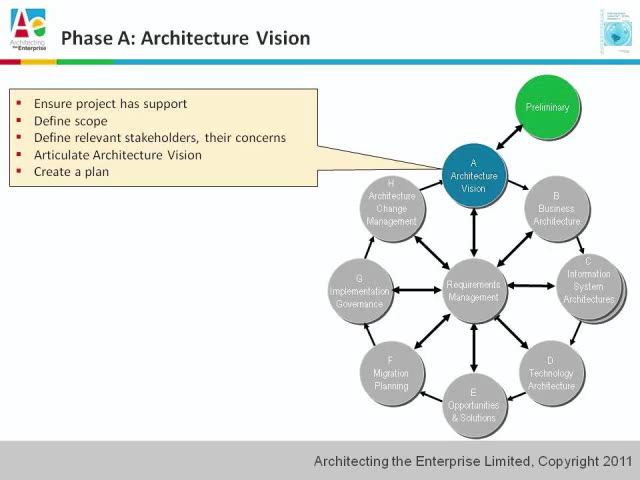 Ae
Architecting
the Enterprise
Phase A: Architecture Vision
Ensure project has support
Define scope
Define relevant stakeholders, their concerns
Articulate Architecture Vision
Create a plan
Preliminary
A
Architecture
Vision
H
Architecture
Change
Management
B
Business
Architecture
G
Implementation
Governance
Requirements
Management
C
Information
System
Architectures
F
Migration
Planning
D
Technology
Architecture
E
Opportunities
& Solutions
Architecting the Enterprise Limited, Copyright 2011